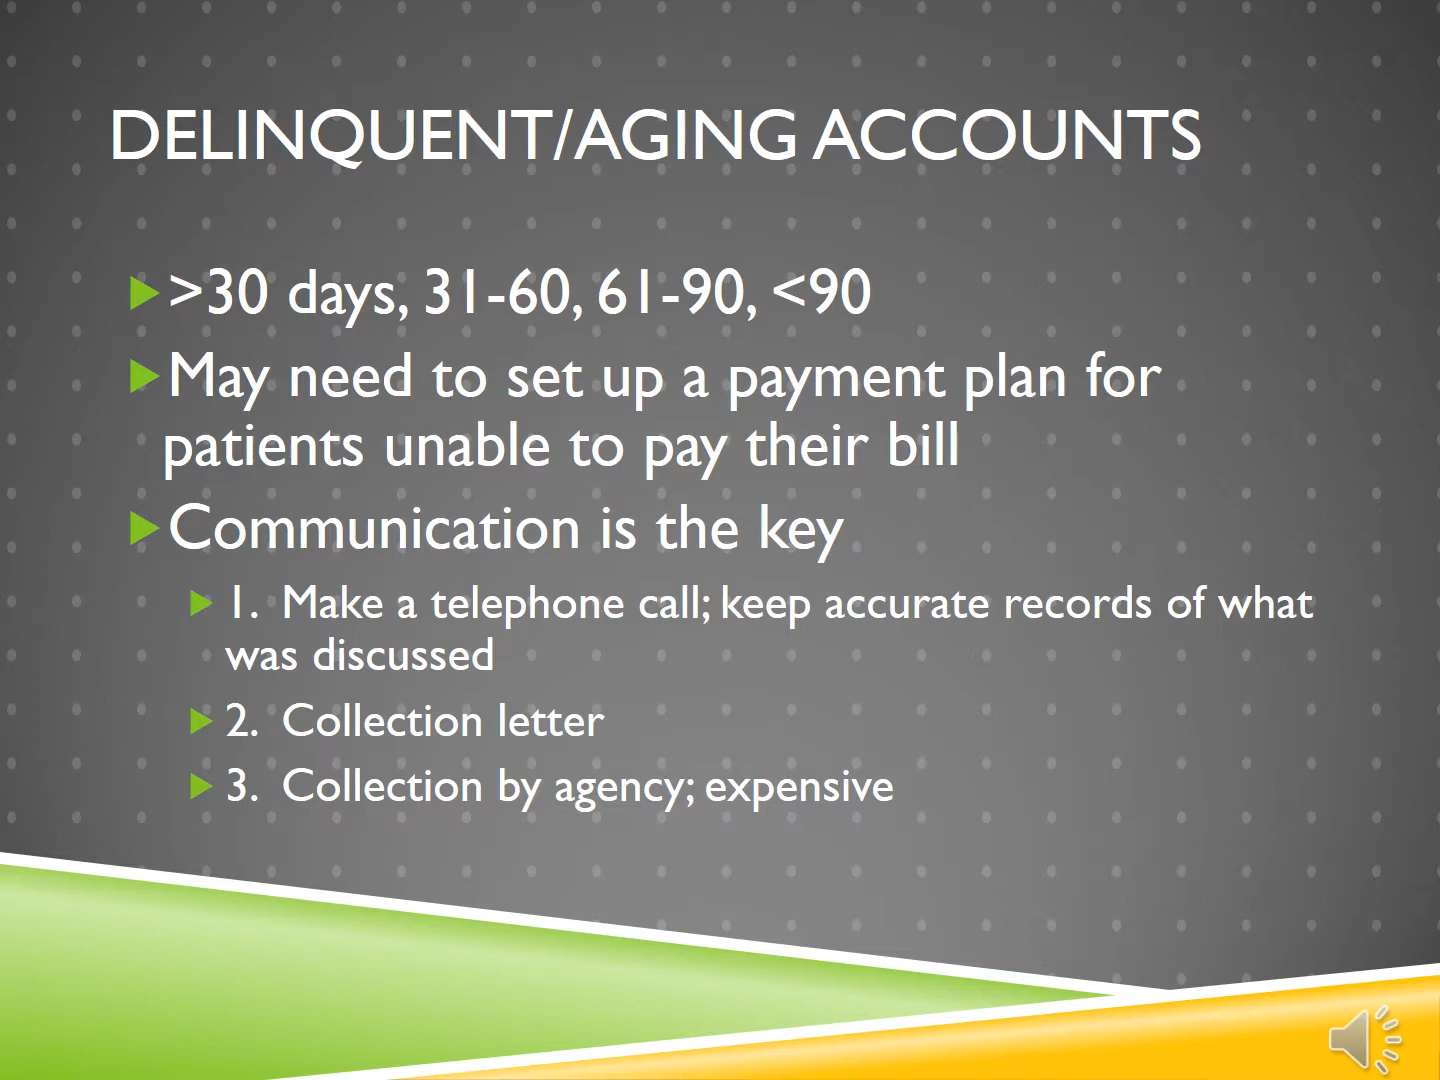 DELINQUENT/AGING ACCOUNTS
>30 days, 31-60, 61-90, <90
May need to set up a payment plan for
patients unable to pay their bill
Communication is the key
1. Make a telephone call; keep accurate records of what
was discussed
2. Collection letter
3. Collection by agency; expensive